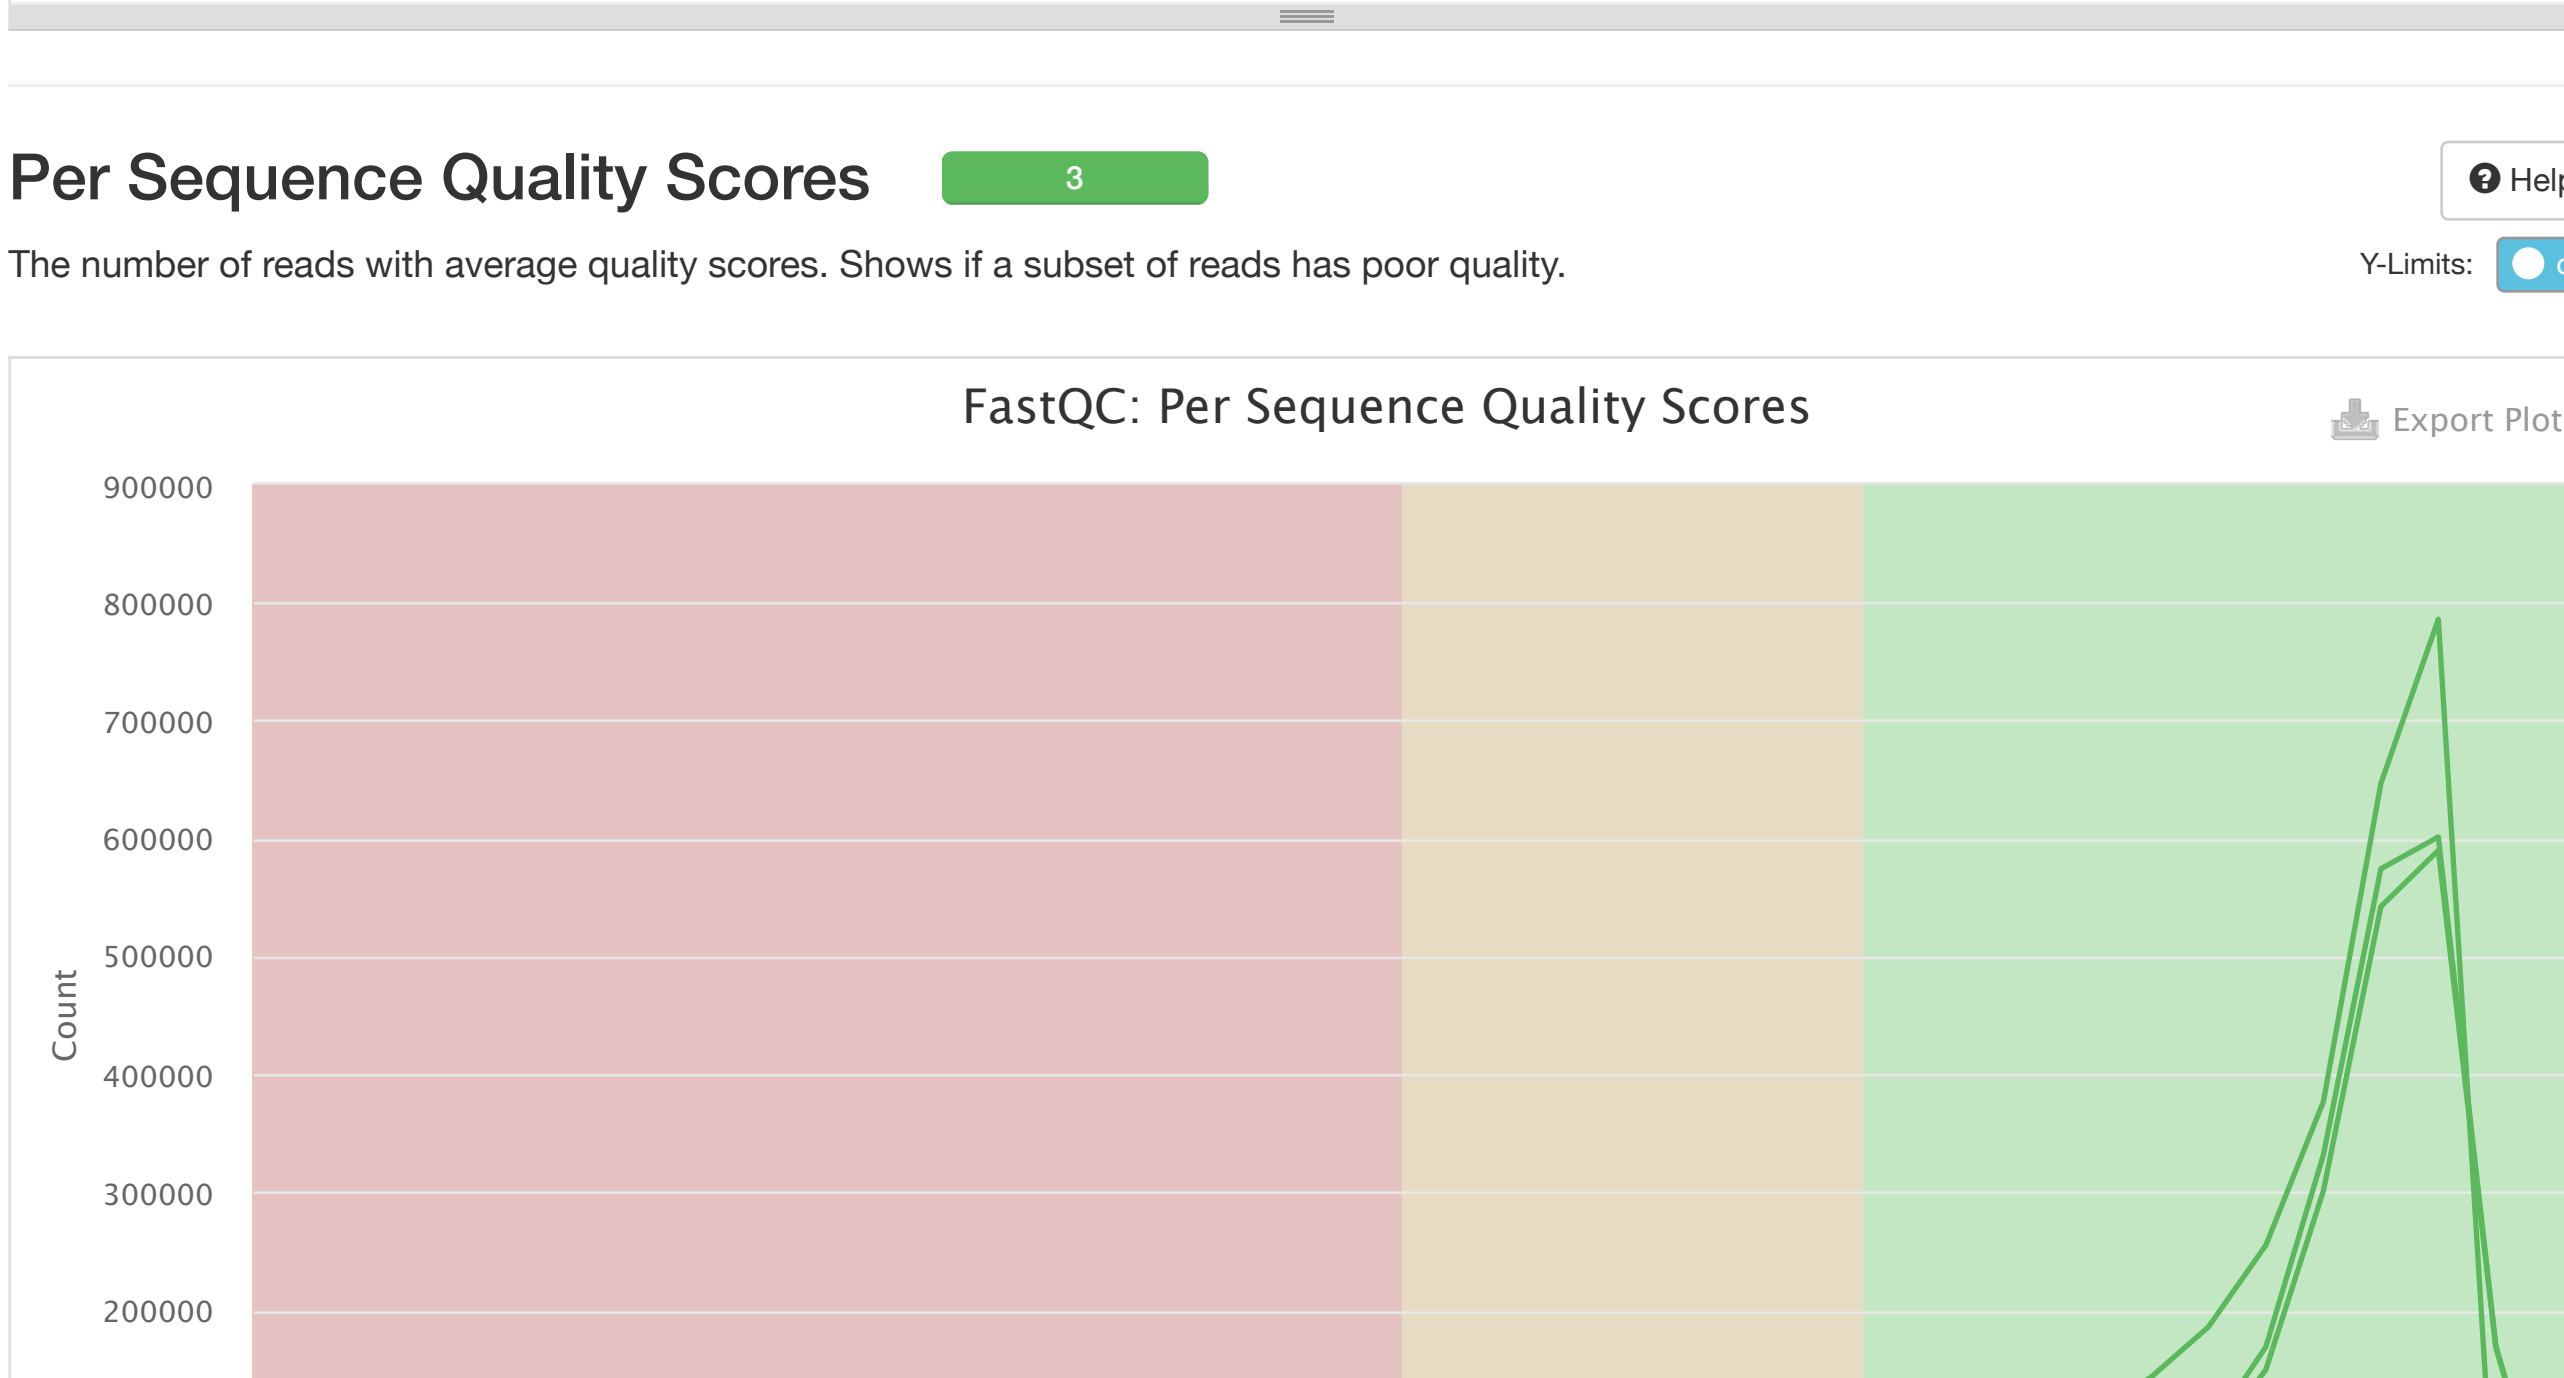 Per Sequence Quality Scores
3
Help
The number of reads with average quality scores. Shows if a subset of reads has poor quality.
Y-Limits:
FastQC: Per Sequence Quality Scores
Export Plot
900000
800000
700000
600000
500000
Count
400000
300000
200000